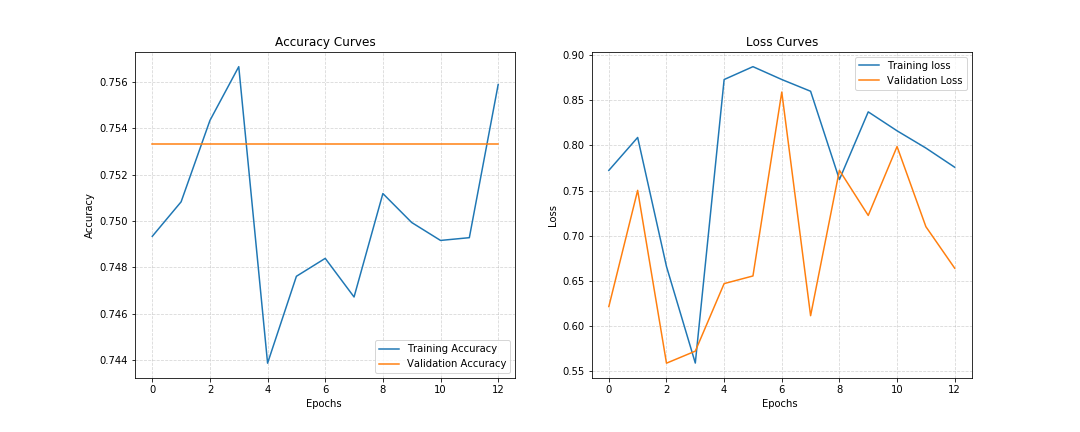 Accuracy Curves
0.756
0.754
0.752
0.750
0.748
0.746
0.744
Accuracy
0 2 4 6 8 10 12
Epochs
Training Accuracy
Validation Accuracy
Loss Curves
0.90
0.85
0.80
0.75
0.70
0.65
0.60
0.55
Loss
0 2 4 6 8 10 12
Epochs
Training loss
Validation Loss